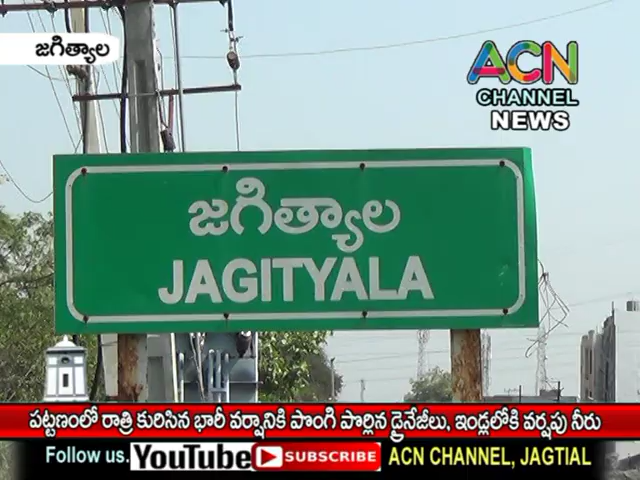 జగిత్యాల
ACN
CHANNEL
NEWS
జగిత్యాల
JAGITYALA
పట్టణంలో రాత్రి కురిసిన భారీ వర్షానికి పొంగి పొర్లిన డ్రైనేజీలు, ఇండ్లలోకి వర్షపు నీరు
Follow us. YouTube SUBSCRIBE ACN CHANNEL, JAGTIAL